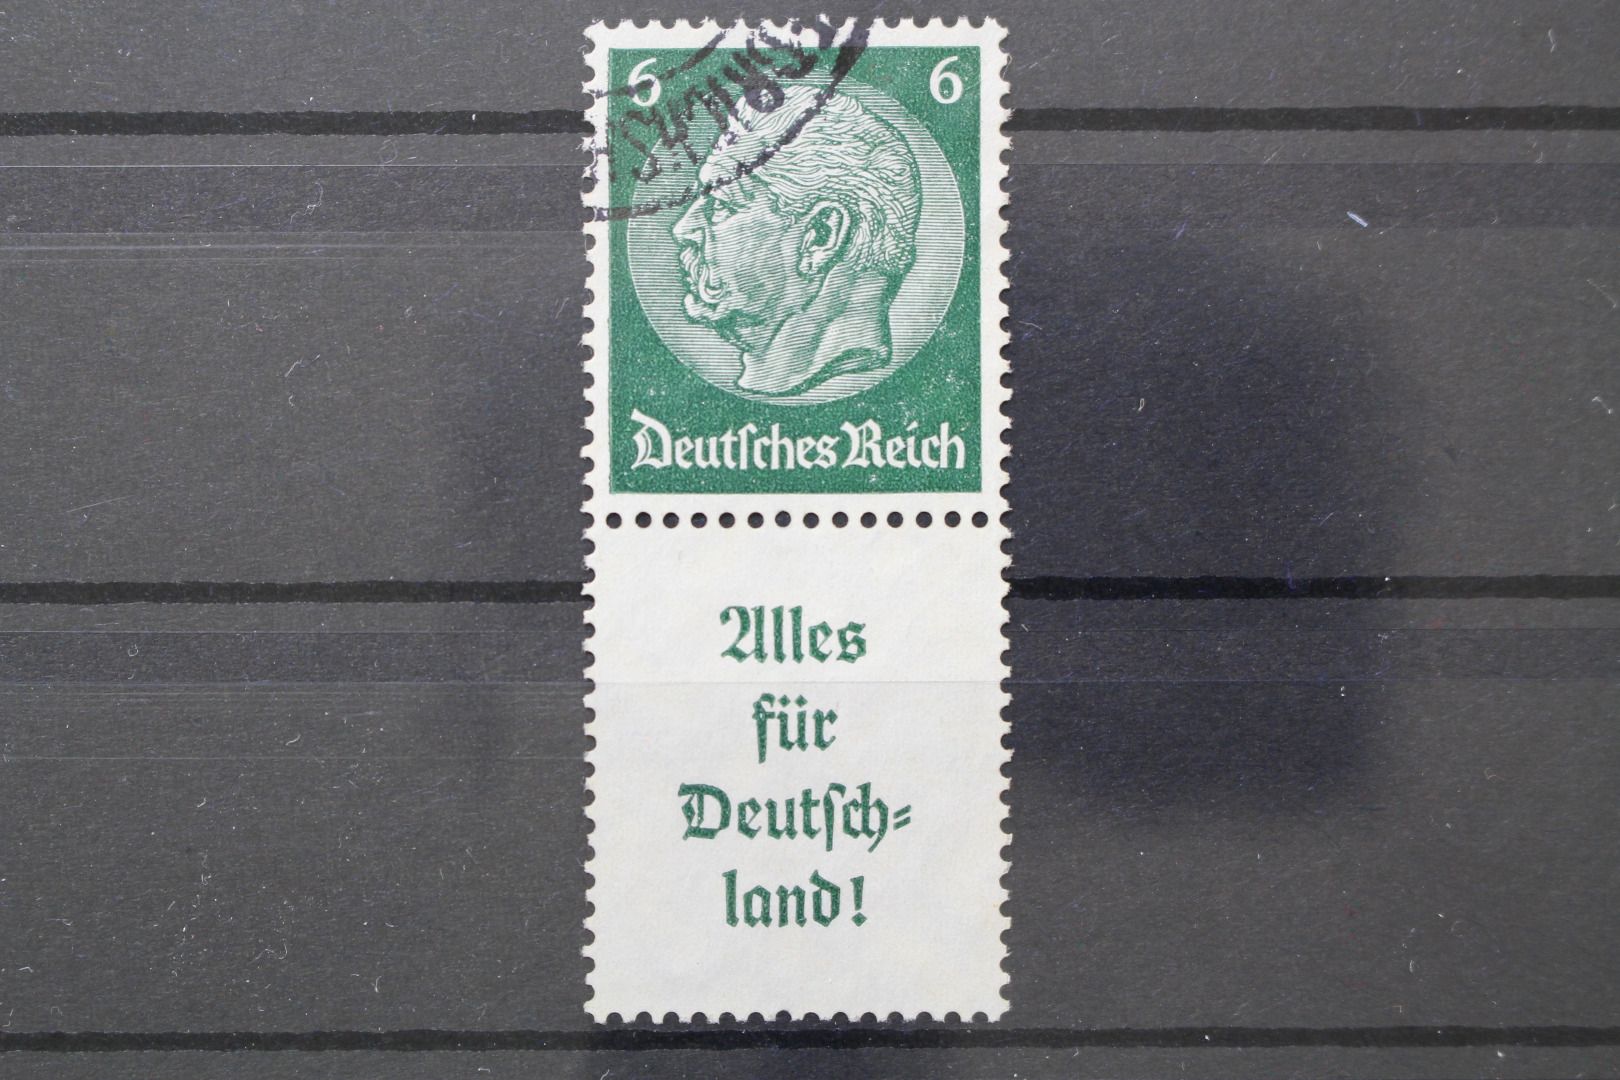 6 6
Deutsches Reich
Alles
für
Deutsch=
land!